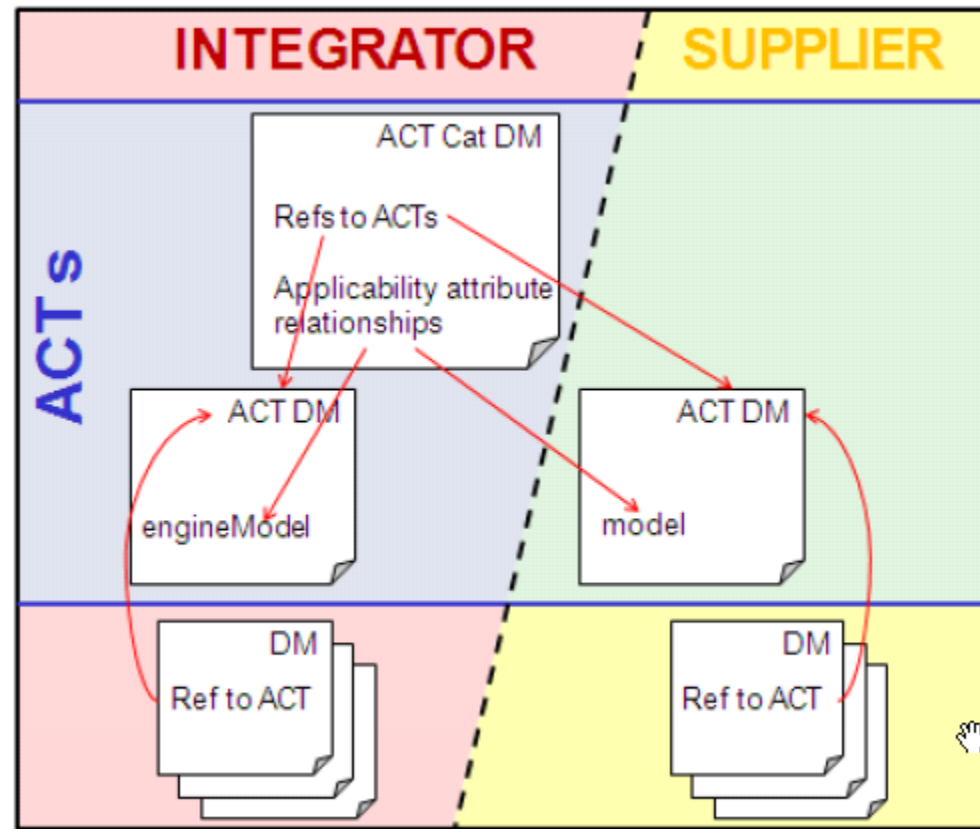 INTEGRATOR
SUPPLIER
ACTs
ACT Cat DM
Refs to ACTs
Applicability attribute
relationships
ACT DM
engineModel
ACT DM
model
DM
Ref to ACT
DM
Ref to ACT